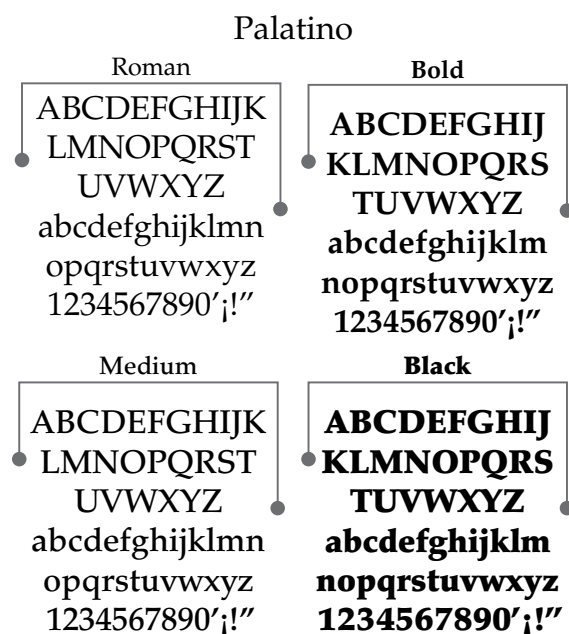 Palatino
Roman
ABCDEFGHIJK
LMNOPQRST
UVWXYZ
abcdefghijklmn
opqrstuvwxyz
1234567890’¡!”
Bold
ABCDEFGHIJ
KLMNOPQRS
TUVWXYZ
abcdefghijklm
nopqrstuvwxyz
1234567890’¡!”
Medium
ABCDEFGHIJK
LMNOPQRST
UVWXYZ
abcdefghijklmn
opqrstuvwxyz
1234567890’¡!”
Black
ABCDEFGHIJ
KLMNOPQRS
TUVWXYZ
abcdefghijklm
nopqrstuvwxyz
1234567890’¡!”